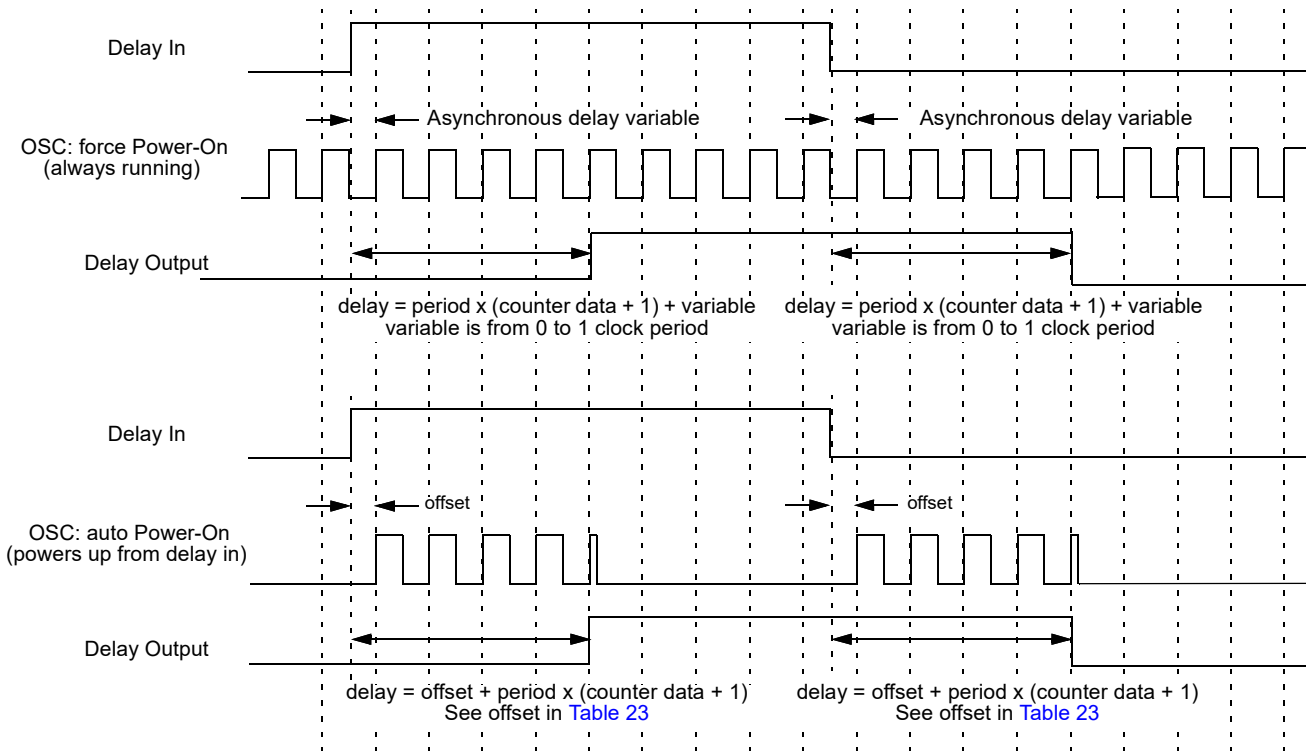 Delay In
Asynchronous delay variable
Asynchronous delay variable
OSC: force Power-On
(always running)
Delay Output
delay = period x (counter data + 1) + variable
variable is from 0 to 1 clock period
delay = period x (counter data + 1) + variable
variable is from 0 to 1 clock period
Delay In
offset
offset
OSC: auto Power-On
(powers up from delay in)
Delay Output
delay = offset + period x (counter data + 1)
See offset in Table 23
delay = offset + period x (counter data + 1)
See offset in Table 23